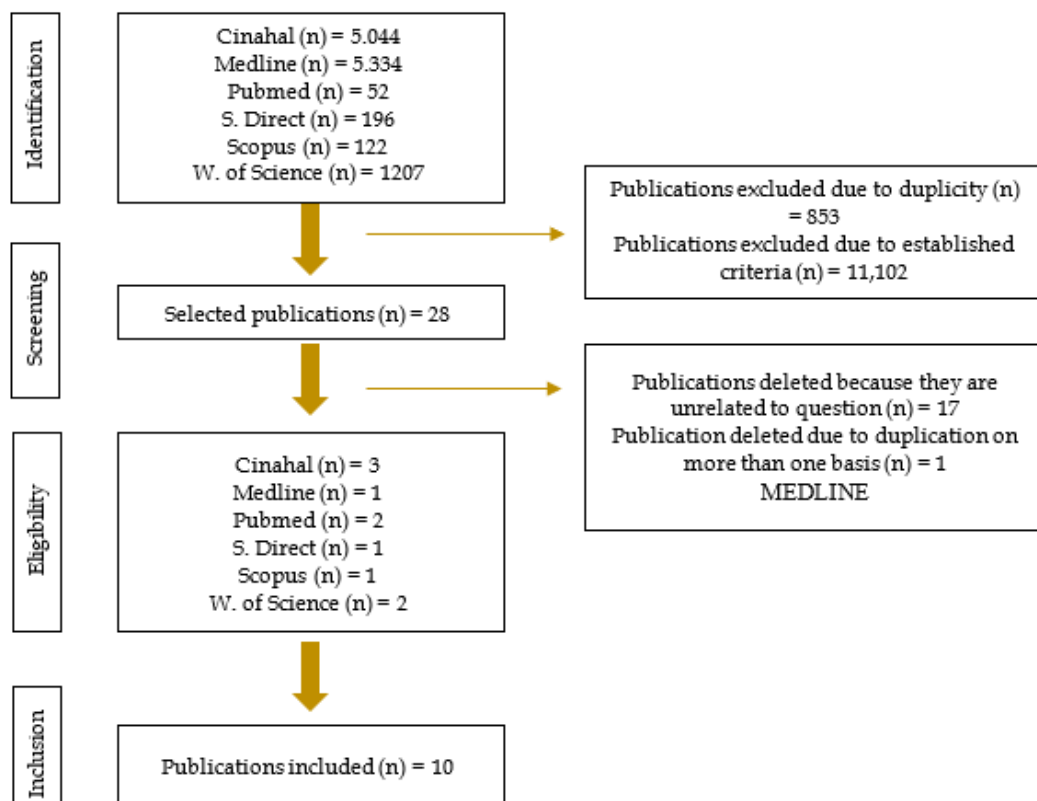 Identification
Cinahal (n) = 5.044
Medline (n) = 5.334
Pubmed (n) = 52
S. Direct (n) = 196
Scopus (n) = 122
W. of Science (n) = 1207
Publications excluded due to duplicity (n)
= 853
Publications excluded due to established
criteria (n) = 11,102
Screening
Selected publications (n) = 28
Publications deleted because they are
unrelated to question (n) = 17
Publication deleted due to duplication on
more than one basis (n) = 1
MEDLINE
Eligibility
Cinahal (n) = 3
Medline (n) = 1
Pubmed (n) = 2
S. Direct (n) = 1
Scopus (n) = 1
W. of Science (n) = 2
Inclusion
Publications included (n) = 10